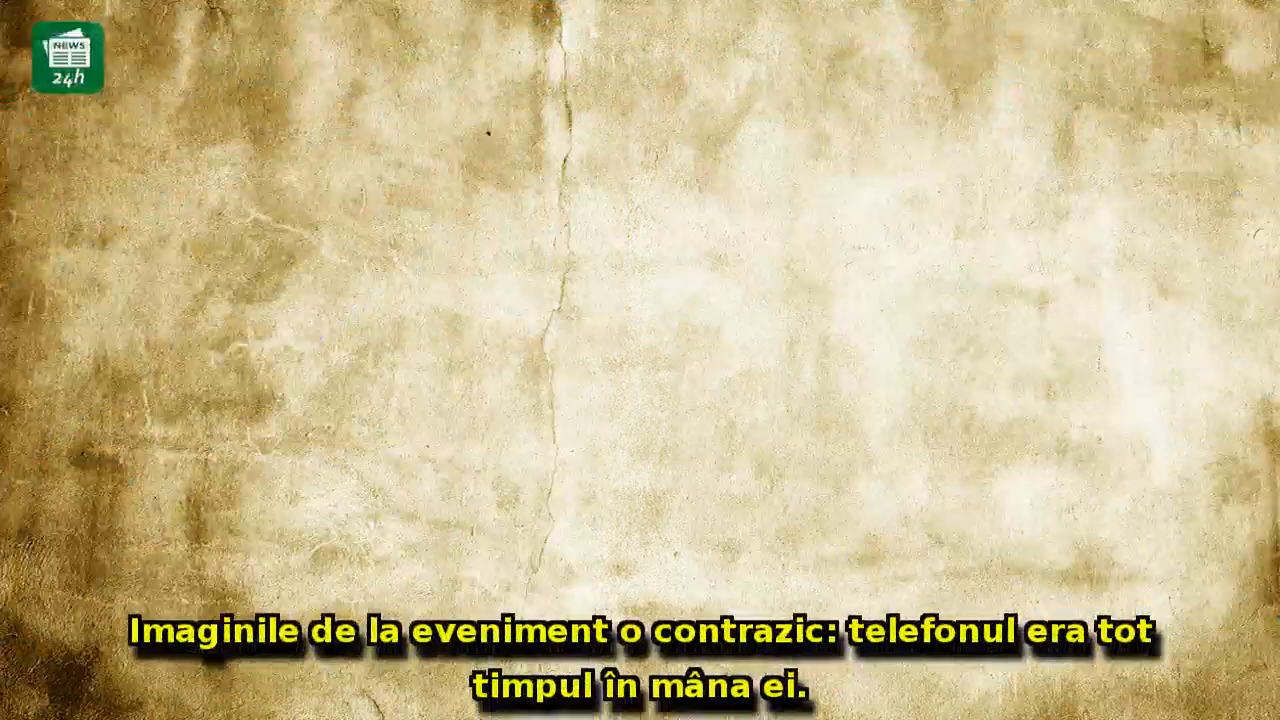 NEWS
24h
Imaginile de la eveniment o contrazic: telefonul era tot
timpul în mâna ei.